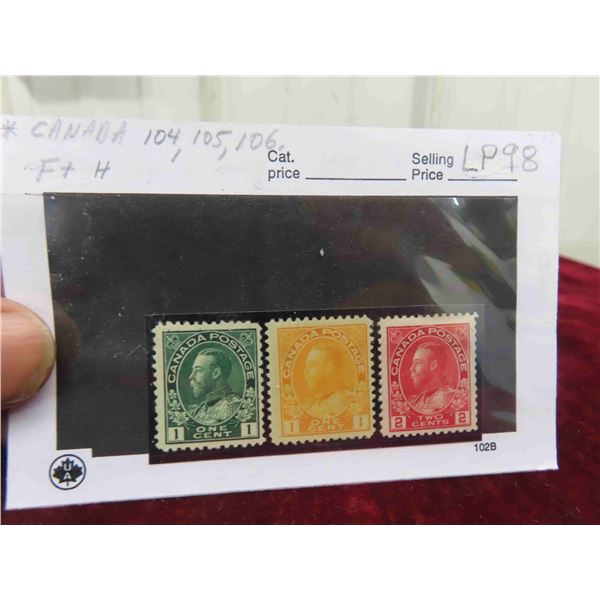 * CANADA 104, 105, 106,
F+ H
Cat.
price
Selling
Price LP98
CANADA POSTAGE
1 ONE CENT 1
CANADA POSTAGE
1 ONE CENT 1
CANADA POSTAGE
2 TWO CENTS 2
UA
102B